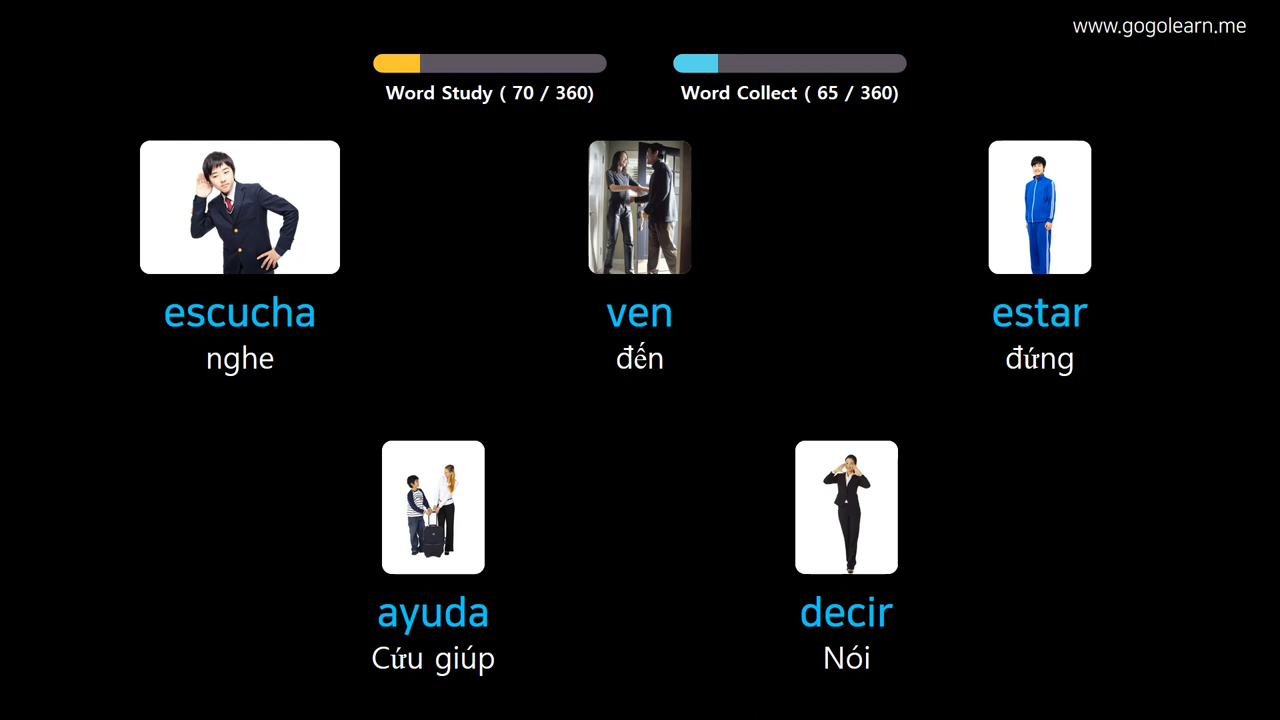 www.gogolearn.me
Word Study ( 70 / 360)
Word Collect ( 65 / 360)
escucha
nghe
ven
đến
estar
đứng
ayuda
Cứu giúp
decir
Nói